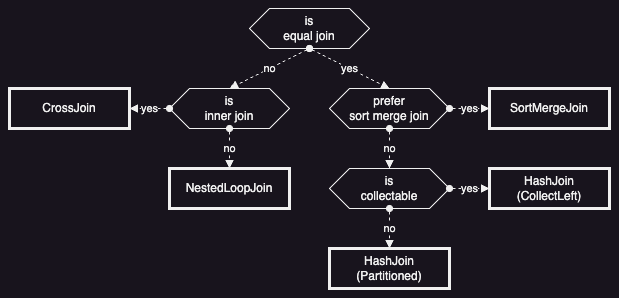 is
equal join
no
yes
CrossJoin
yes
is
inner join
prefer
sort merge join
yes
SortMergeJoin
no
no
NestedLoopJoin
is
collectable
yes
HashJoin
(CollectLeft)
no
HashJoin
(Partitioned)